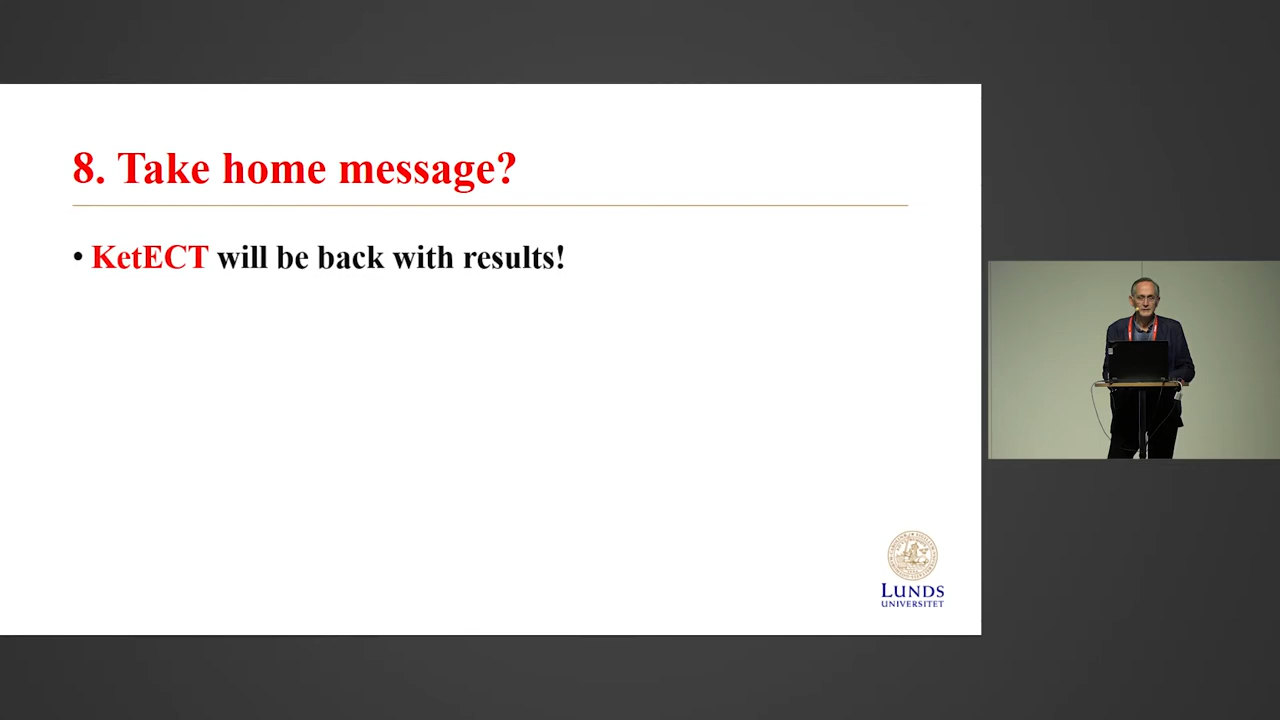 8. Take home message?
• KetECT will be back with results!
LUNDS
UNIVERSITET